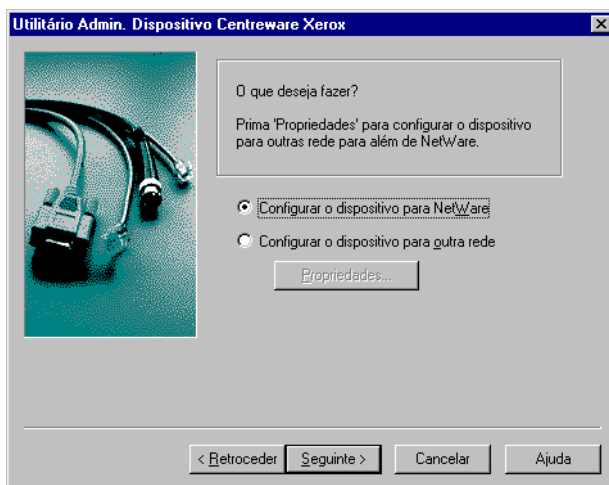 Utilitário Admin. Dispositivo Centreware Xerox
O que deseja fazer?
Prima 'Propriedades' para configurar o dispositivo
para outras rede para além de NetWare.
Configurar o dispositivo para NetWare
Configurar o dispositivo para outra rede
Propriedades...
< Retroceder
Seguinte >
Cancelar
Ajuda